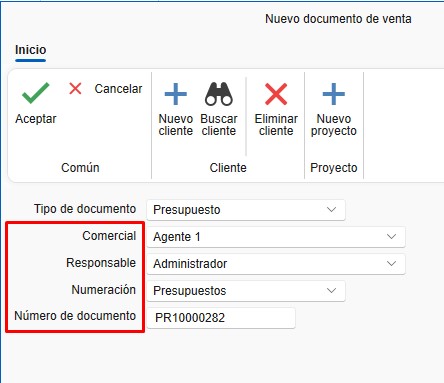 Nuevo documento de venta
Inicio
Aceptar
Cancelar
Común
Nuevo cliente
Buscar cliente
Eliminar cliente
Cliente
Nuevo proyecto
Proyecto
Tipo de documento Presupuesto
Comercial Agente 1
Responsable Administrador
Numeración Presupuestos
Número de documento PR10000282